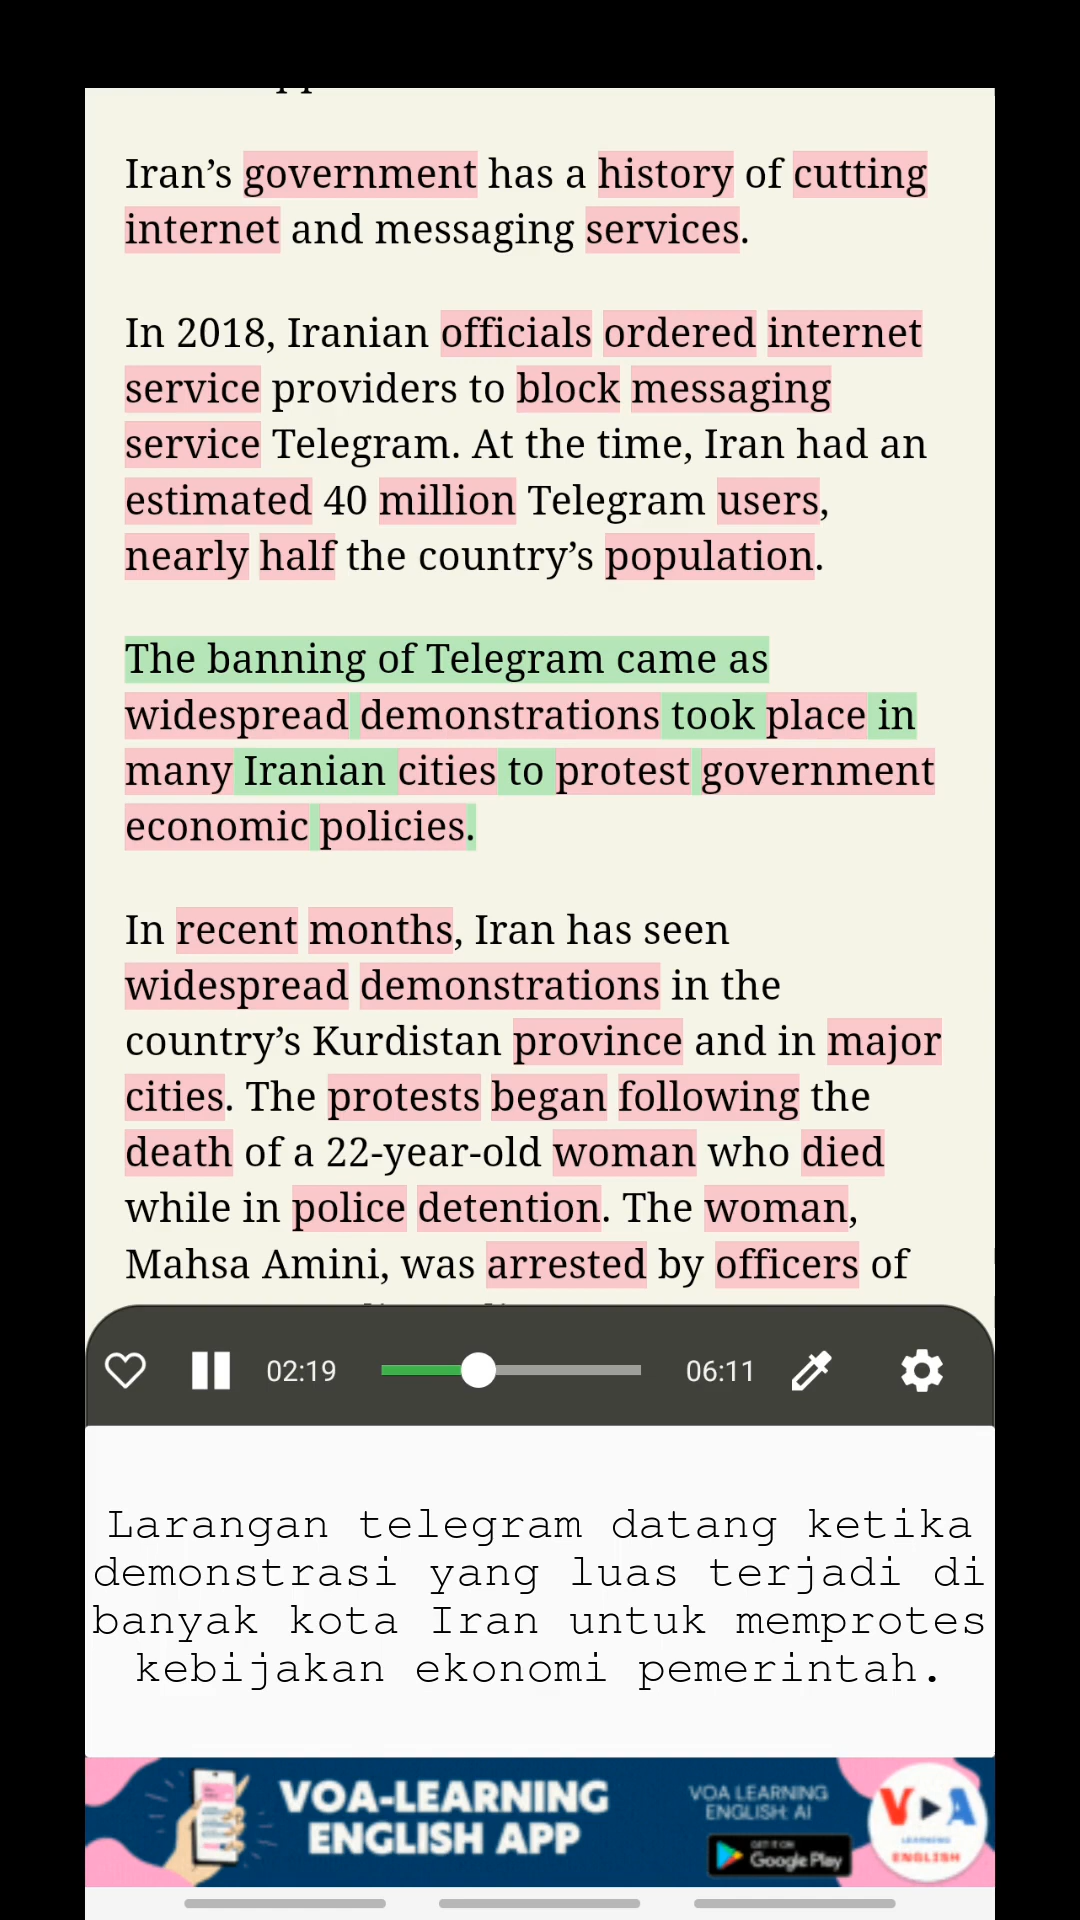 Iran’s government has a history of cutting
internet and messaging services.
In 2018, Iranian officials ordered internet
service providers to block messaging
service Telegram. At the time, Iran had an
estimated 40 million Telegram users,
nearly half the country’s population.
The banning of Telegram came as
widespread demonstrations took place in
many Iranian cities to protest government
economic policies.
In recent months, Iran has seen
widespread demonstrations in the
country’s Kurdistan province and in major
cities. The protests began following the
death of a 22-year-old woman who died
while in police detention. The woman,
Mahsa Amini, was arrested by officers of
02:19
06:11
Larangan telegram datang ketika
demonstrasi yang luas terjadi di
banyak kota Iran untuk memprotes
kebijakan ekonomi pemerintah.
VOA-LEARNING
ENGLISH APP
VOA LEARNING
ENGLISH: AI
GET IT ON
Google Play
VOA
LEARNING
ENGLISH